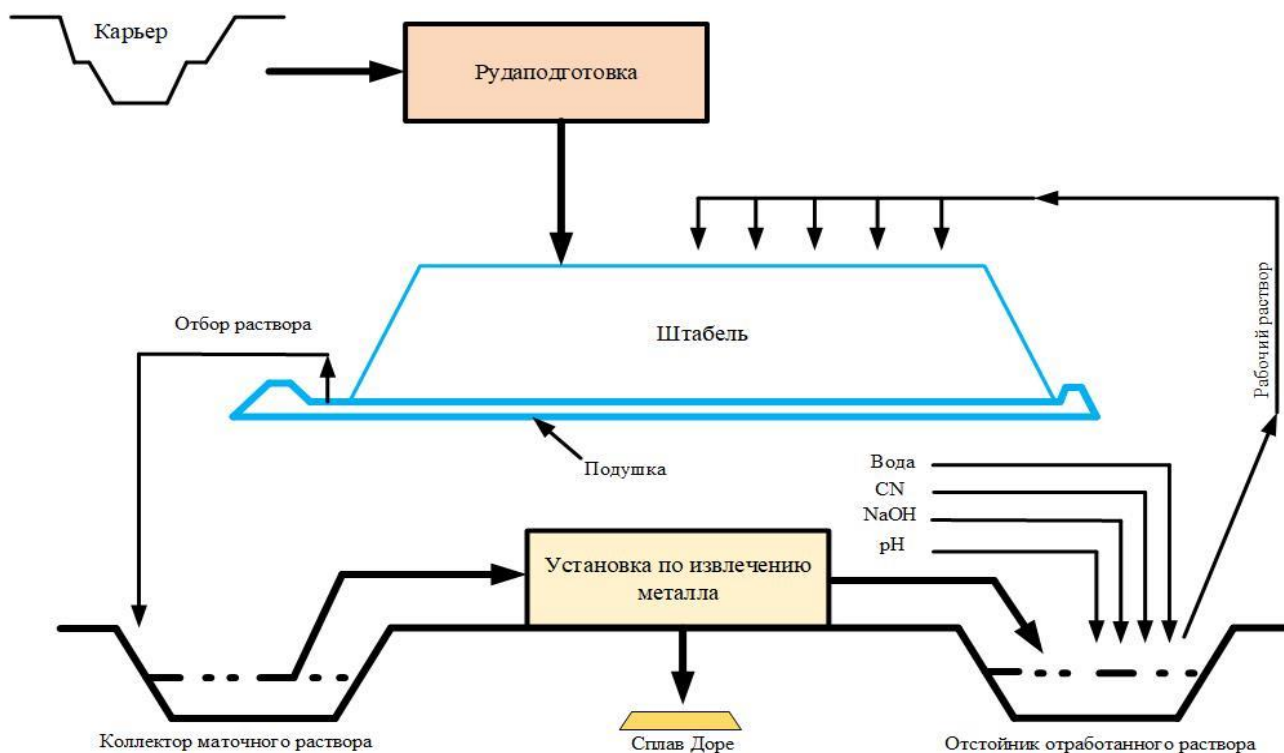 Карьер
Рудаподготовка
Отбор раствора
Штабель
Рабочий раствор
Подушка
Вода
CN
NaOH
pH
Установка по извлечению
металла
Коллектор маточного раствора
Сплав Доре
Отстойник отработанного раствора